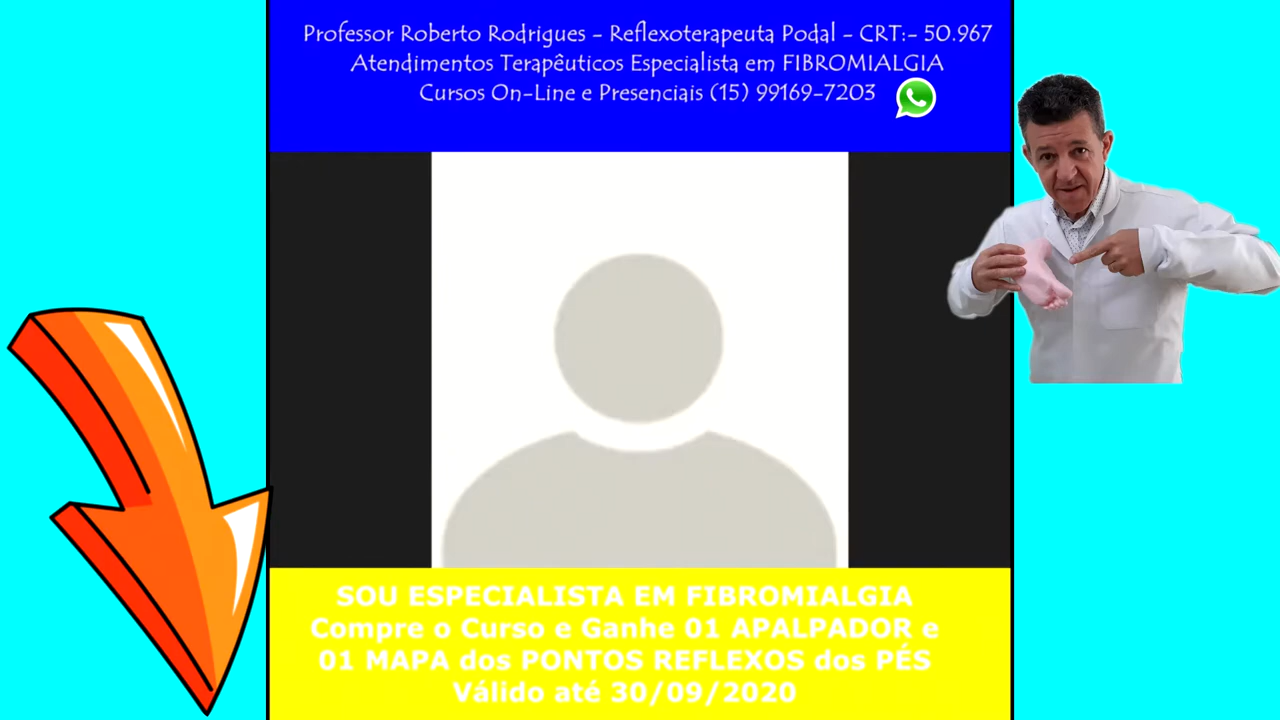 Professor Roberto Rodrigues - Reflexoterapeuta Podal - CRT:- 50.967
Atendimentos Terapêuticos Especialista em FIBROMIALGIA
Cursos On-Line e Presenciais (15) 99169-7203
SOU ESPECIALISTA EM FIBROMIALGIA
Compre o Curso e Ganhe 01 APALPADOR e
01 MAPA dos PONTOS REFLEXOS dos PÉS
Válido até 30/09/2020